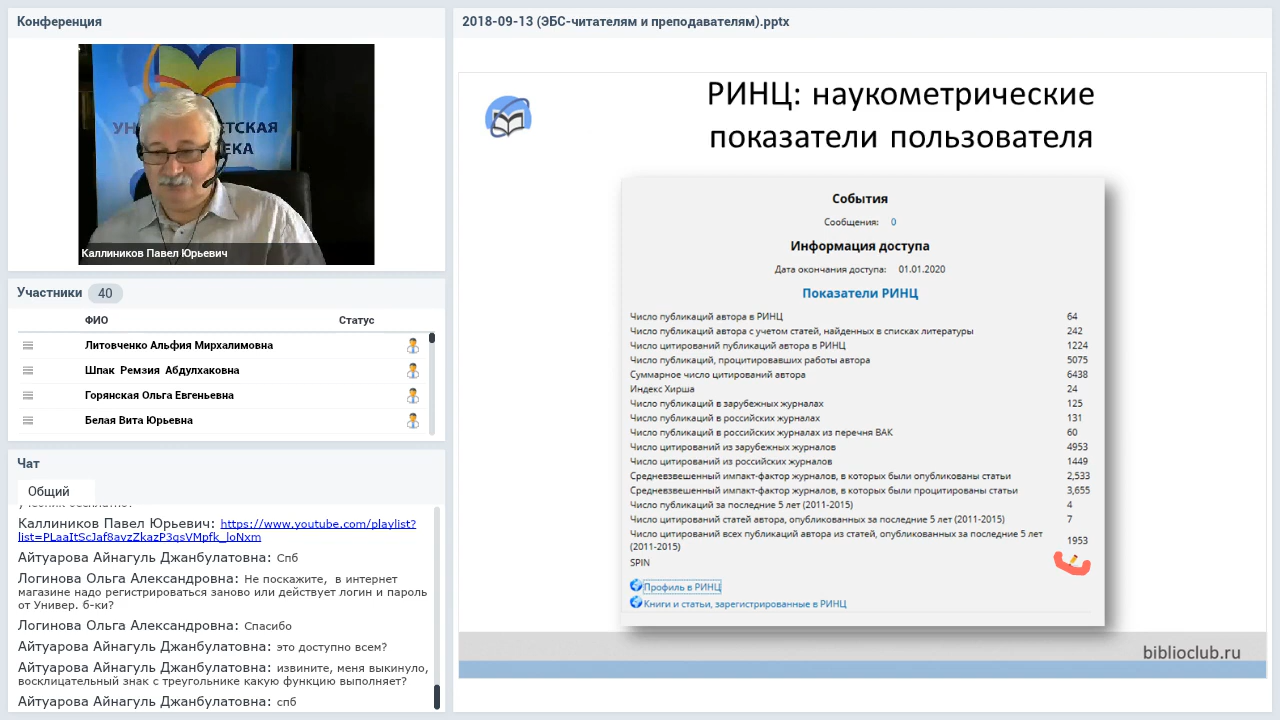 Конференция
УН
ЕТСКАЯ
ЕКА
Каллиников Павел Юрьевич
Участники 40
ФИО Статус
Литовченко Альфия Мирхалимовна
Шпак Ремзия Абдулхаковна
Горянская Ольга Евгеньевна
Белая Вита Юрьевна
Чат
Общий
Каллиников Павел Юрьевич: https://www.youtube.com/playlist?
list=PLaaItScJaf8avzZkazP3qsVMpfk_loNxm
Айтуарова Айнагуль Джанбулатовна: Спб
Логинова Ольга Александровна: Не поскажите, в интернет
магазине надо регистрироваться заново или действует логин и пароль
от Универ. б-ки?
Логинова Ольга Александровна: Спасибо
Айтуарова Айнагуль Джанбулатовна: это доступно всем?
Айтуарова Айнагуль Джанбулатовна: извините, меня выкинуло,
восклицательный знак с треугольнике какую функцию выполняет?
Айтуарова Айнагуль Джанбулатовна: спб
2018-09-13 (ЭБС-читателям и преподавателям).pptx
РИНЦ: наукометрические
показатели пользователя
События
Сообщения: 0
Информация доступа
Дата окончания доступа: 01.01.2020
Показатели РИНЦ
Число публикаций автора в РИНЦ 64
Число публикаций автора с учетом статей, найденных в списках литературы 242
Число цитирований публикаций автора в РИНЦ 1224
Число публикаций, процитировавших работы автора 5075
Суммарное число цитирований автора 6438
Индекс Хирша 24
Число публикаций в зарубежных журналах 125
Число публикаций в российских журналах 131
Число публикаций в российских журналах из перечня ВАК 60
Число цитирований из зарубежных журналов 4953
Число цитирований из российских журналов 1449
Средневзвешенный импакт-фактор журналов, в которых были опубликованы статьи 2,533
Средневзвешенный импакт-фактор журналов, в которых были процитированы статьи 3,655
Число публикаций за последние 5 лет (2011-2015) 4
Число цитирований статей автора, опубликованных за последние 5 лет (2011-2015) 7
Число цитирований всех публикаций автора из статей, опубликованных за последние 5 лет
(2011-2015) 1953
SPIN
Профиль в РИНЦ
Книги и статьи, зарегистрированные в РИНЦ
biblioclub.ru